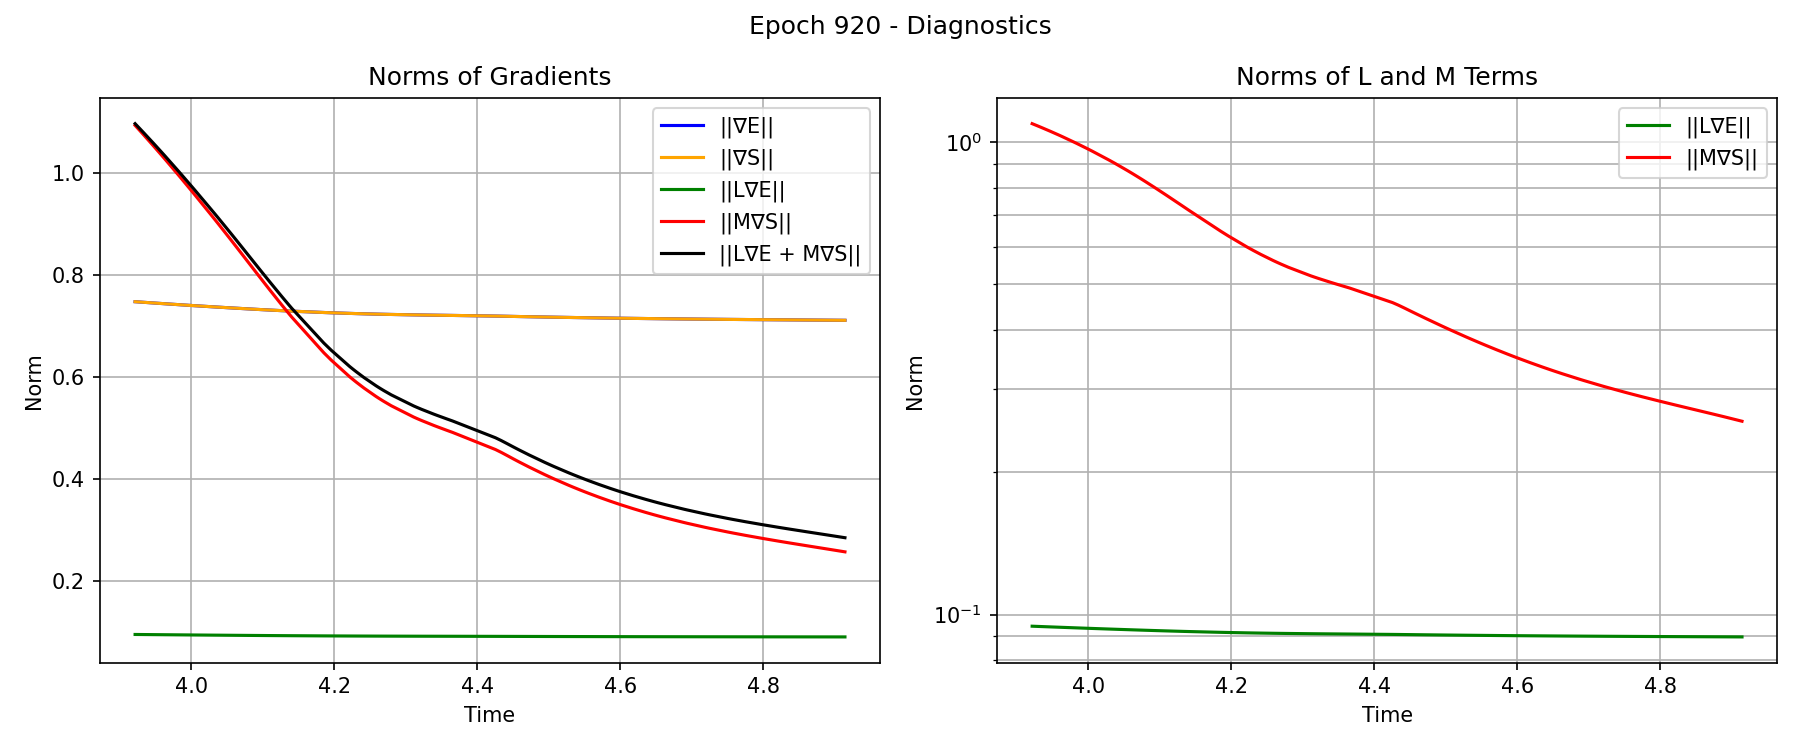 Epoch 920 - Diagnostics
Norms of Gradients
Norm
1.0
0.8
0.6
0.4
0.2
4.0 4.2 4.4 4.6 4.8
Time
||∇E||
||∇S||
||L∇E||
||M∇S||
||L∇E + M∇S||
Norms of L and M Terms
Norm
10⁰
10⁻¹
4.0 4.2 4.4 4.6 4.8
Time
||L∇E||
||M∇S||